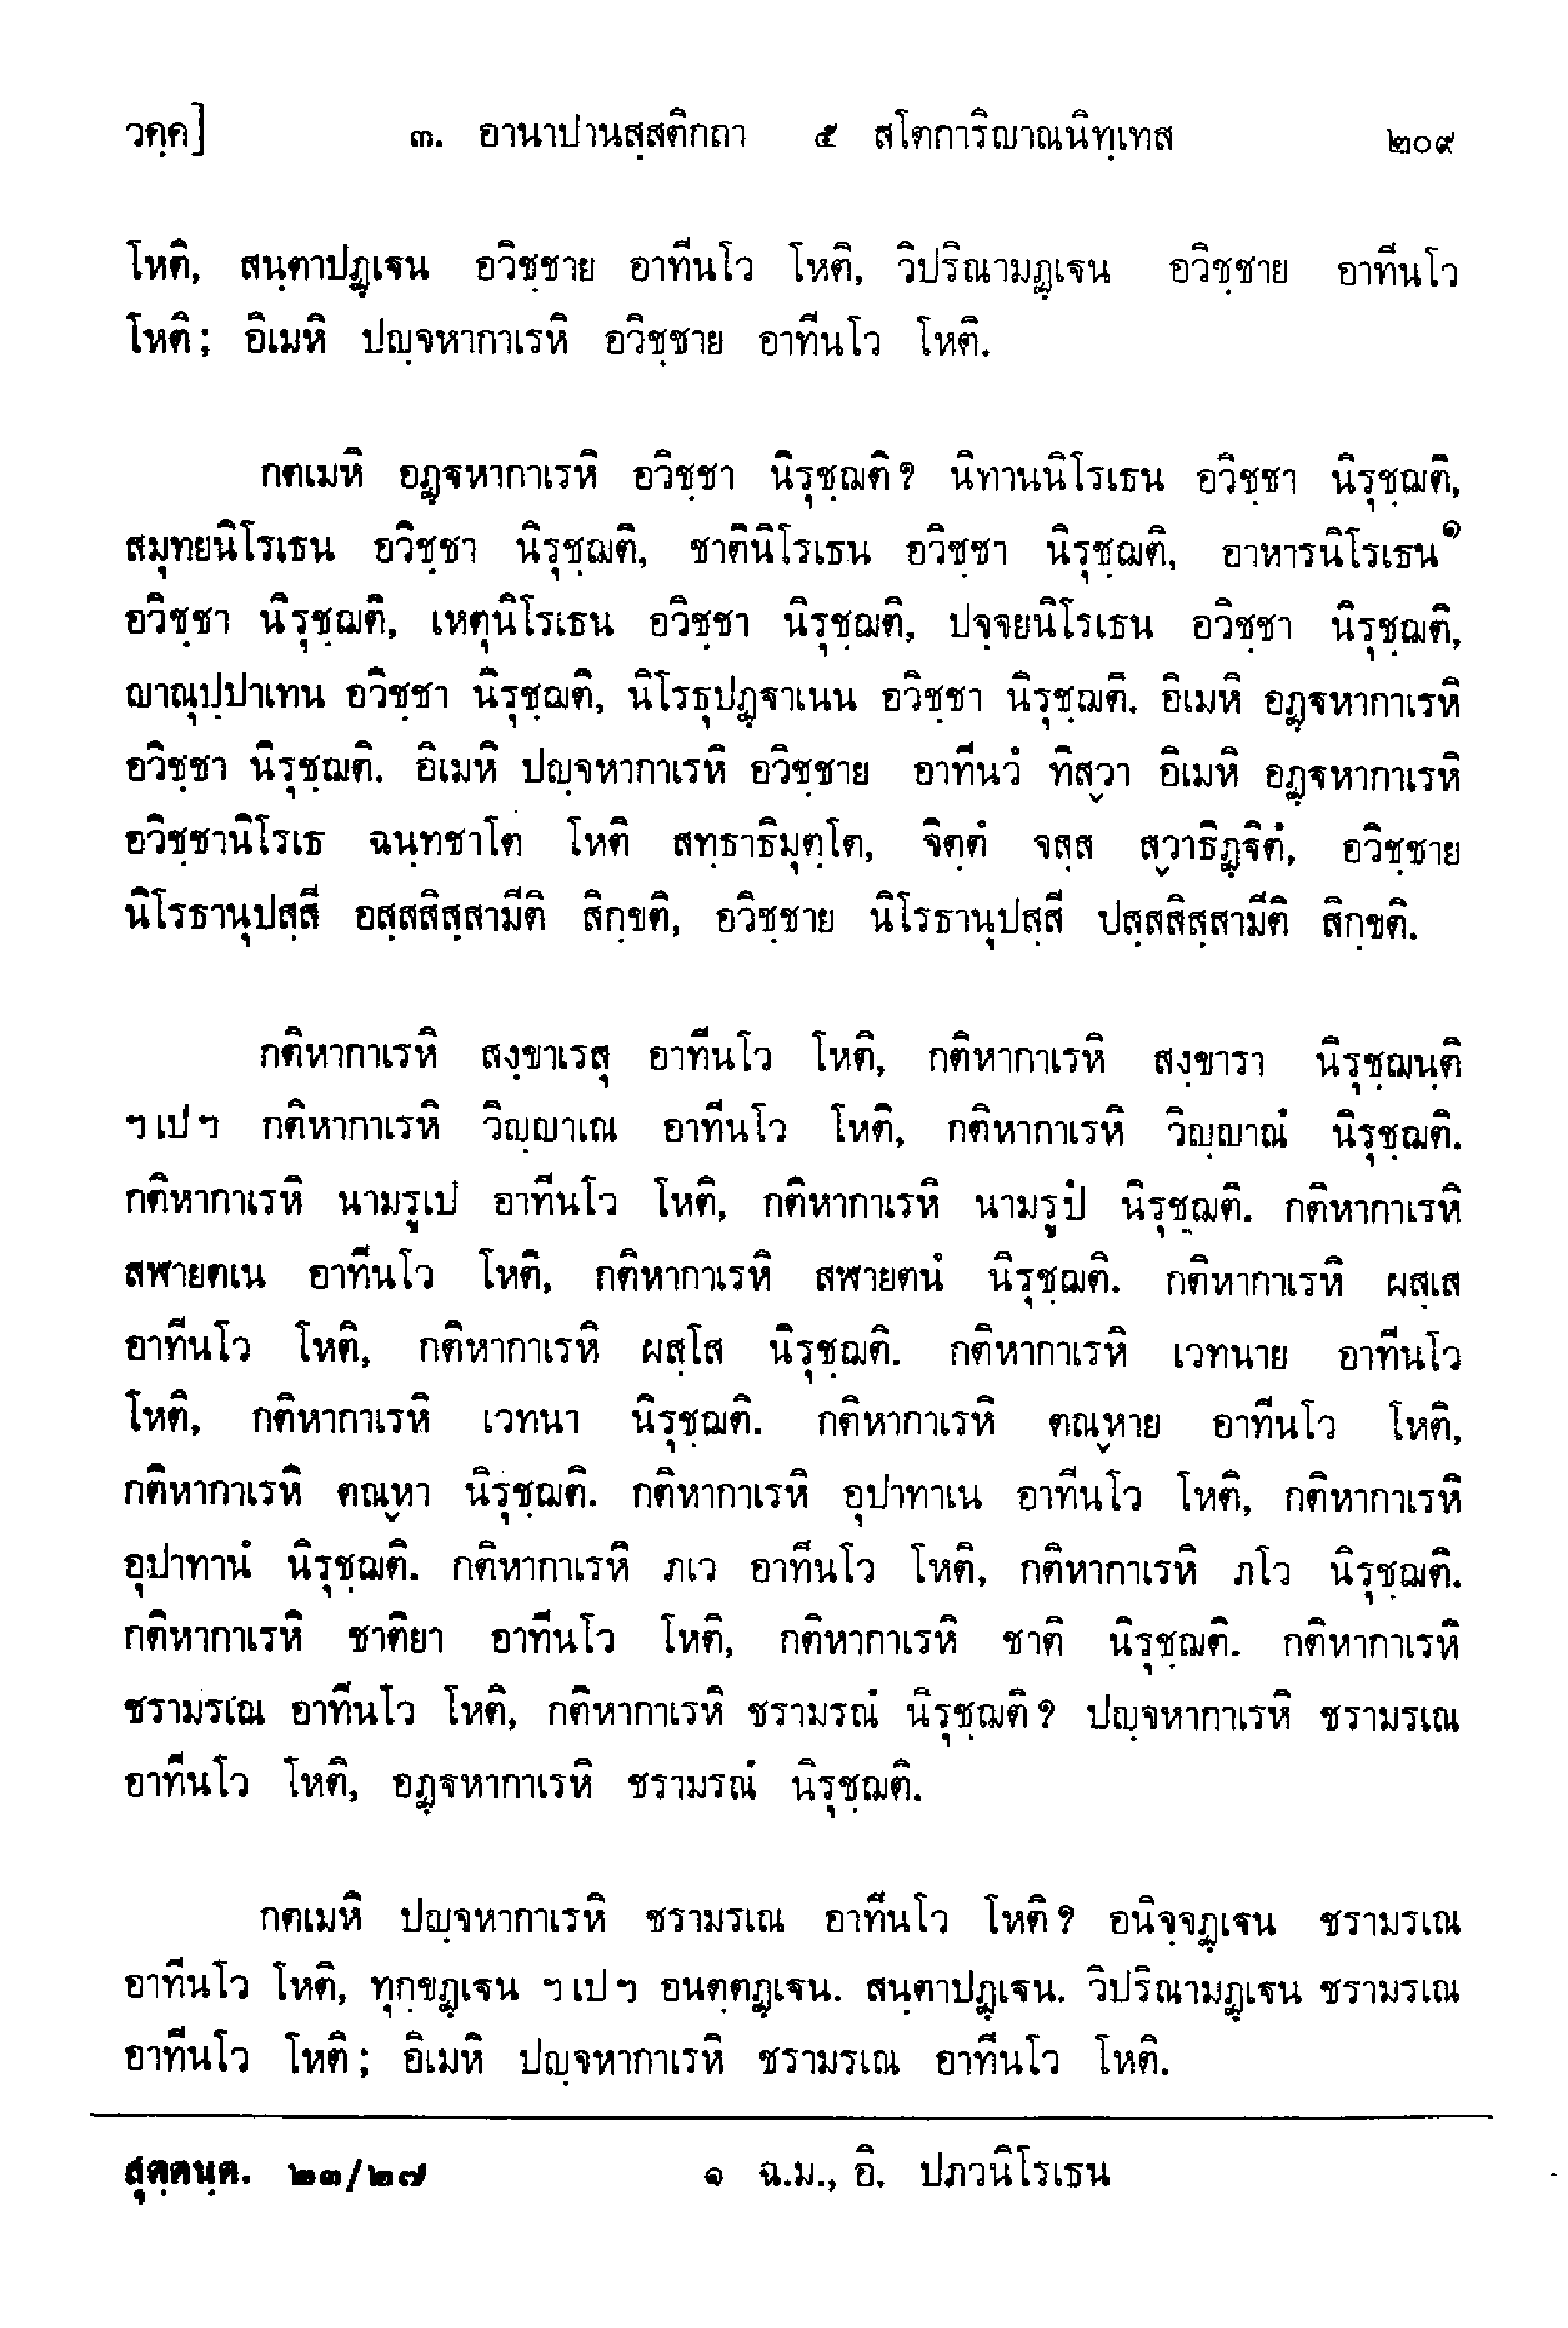 วคฺค] ๓. อานาปานสฺสติกถา ๕ สโตการิญาณนิทฺเทส ๒๐๙
โหติ, สนฺตาปฏฺเฐน อวิชฺชาย อาทีนโว โหติ, วิปริณามฏฺเฐน อวิชฺชาย อาทีนโว
โหติ; อิเมหิ ปญฺจหากาเรหิ อวิชฺชาย อาทีนโว โหติ.
กตเมหิ อฏฺฐหากาเรหิ อวิชฺชา นิรุชฺฌติ? นิทานนิโรเธน อวิชฺชา นิรุชฺฌติ,
สมุทยนิโรเธน อวิชฺชา นิรุชฺฌติ, ชาตินิโรเธน อวิชฺชา นิรุชฺฌติ, อาหารนิโรเธน๑
อวิชฺชา นิรุชฺฌติ, เหตุนิโรเธน อวิชฺชา นิรุชฺฌติ, ปจฺจยนิโรเธน อวิชฺชา นิรุชฺฌติ,
ญาณุปฺปาเทน อวิชฺชา นิรุชฺฌติ, นิโรธุปฏฺฐาเนน อวิชฺชา นิรุชฺฌติ. อิเมหิ อฏฺฐหากาเรหิ
อวิชฺชา นิรุชฺฌติ. อิเมหิ ปญฺจหากาเรหิ อวิชฺชาย อาทีนวํ ทิสฺวา อิเมหิ อฏฺฐหากาเรหิ
อวิชฺชานิโรเธ ฉนฺทชาโต โหติ สทฺธาธิมุตฺโต, จิตฺตํ จสฺส สฺวาธิฏฺฐิตํ, อวิชฺชาย
นิโรธานุปสฺสี อสฺสสิสฺสามีติ สิกฺขติ, อวิชฺชาย นิโรธานุปสฺสี ปสฺสสิสฺสามีติ สิกฺขติ.
กติหากาเรหิ สงฺขาเรสุ อาทีนโว โหติ, กติหากาเรหิ สงฺขารา นิรุชฺฌนฺติ
ฯเปฯ กติหากาเรหิ วิญฺญาเณ อาทีนโว โหติ, กติหากาเรหิ วิญฺญาณํ นิรุชฺฌติ.
กติหากาเรหิ นามรูเป อาทีนโว โหติ, กติหากาเรหิ นามรูปํ นิรุชฺฌติ. กติหากาเรหิ
สฬายตเน อาทีนโว โหติ, กติหากาเรหิ สฬายตนํ นิรุชฺฌติ. กติหากาเรหิ ผสฺเส
อาทีนโว โหติ, กติหากาเรหิ ผสฺโส นิรุชฺฌติ. กติหากาเรหิ เวทนาย อาทีนโว
โหติ, กติหากาเรหิ เวทนา นิรุชฺฌติ. กติหากาเรหิ ตณฺหาย อาทีนโว โหติ,
กติหากาเรหิ ตณฺหา นิรุชฺฌติ. กติหากาเรหิ อุปาทาเน อาทีนโว โหติ, กติหากาเรหิ
อุปาทานํ นิรุชฺฌติ. กติหากาเรหิ ภเว อาทีนโว โหติ, กติหากาเรหิ ภโว นิรุชฺฌติ.
กติหากาเรหิ ชาติยา อาทีนโว โหติ, กติหากาเรหิ ชาติ นิรุชฺฌติ. กติหากาเรหิ
ชรามรเณ อาทีนโว โหติ, กติหากาเรหิ ชรามรณํ นิรุชฺฌติ? ปญฺจหากาเรหิ ชรามรเณ
อาทีนโว โหติ, อฏฺฐหากาเรหิ ชรามรณํ นิรุชฺฌติ.
กตเมหิ ปญฺจหากาเรหิ ชรามรเณ อาทีนโว โหติ? อนิจฺจฏฺเฐน ชรามรเณ
อาทีนโว โหติ, ทุกฺขฏฺเฐน ฯเปฯ อนตฺตฏฺเฐน. สนฺตาปฏฺเฐน. วิปริณามฏฺเฐน ชรามรเณ
อาทีนโว โหติ; อิเมหิ ปญฺจหากาเรหิ ชรามรเณ อาทีนโว โหติ.
สุตฺตนฺต. ๒๓/๒๗ ๑ ฉ.ม., อิ. ปภวนิโรเธน